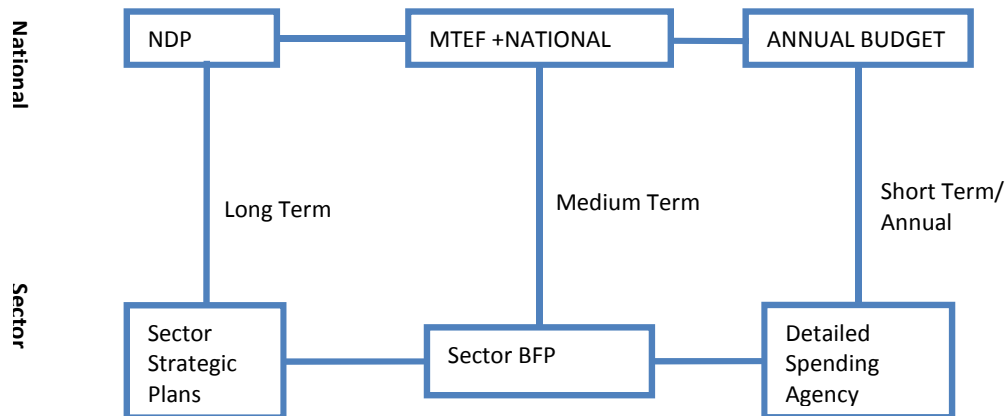 National
NDP
MTEF +NATIONAL
ANNUAL BUDGET
Long Term
Medium Term
Short Term/
Annual
Sector
Sector
Strategic
Plans
Sector BFP
Detailed
Spending
Agency